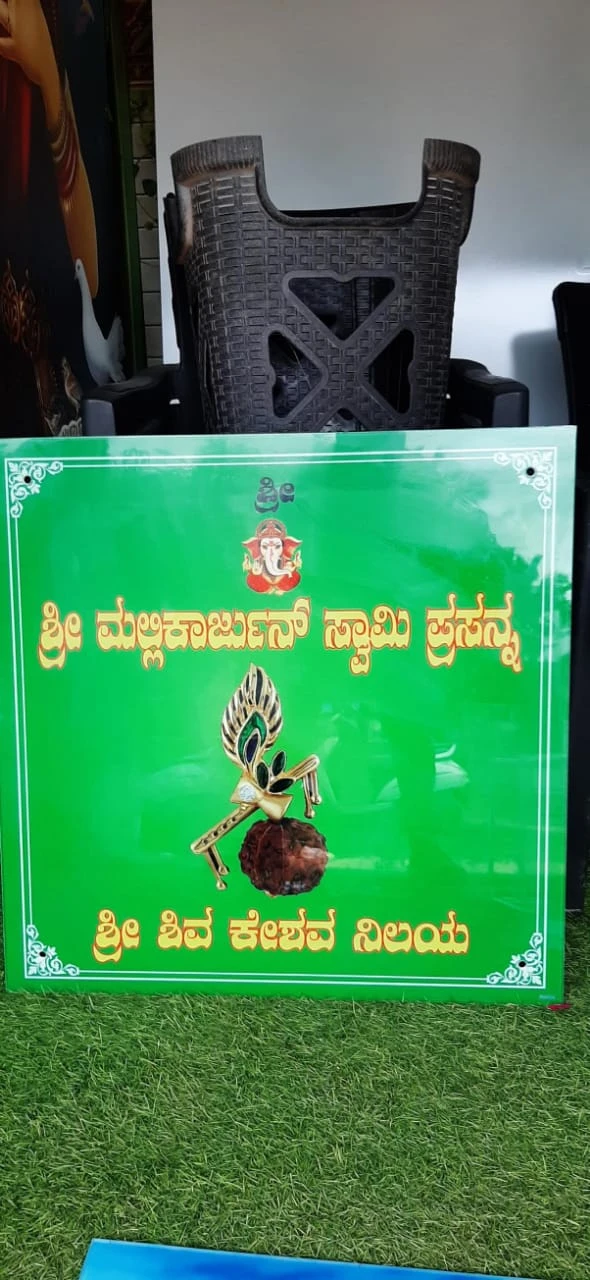 ಶ್ರೀ
ಶ್ರೀ ಮಲ್ಲಿಕಾರ್ಜುನ್ ಸ್ವಾಮಿ ಪ್ರಸನ್ನ
ಶ್ರೀ ಶಿವ ಕೇಶವ ನಿಲಯ